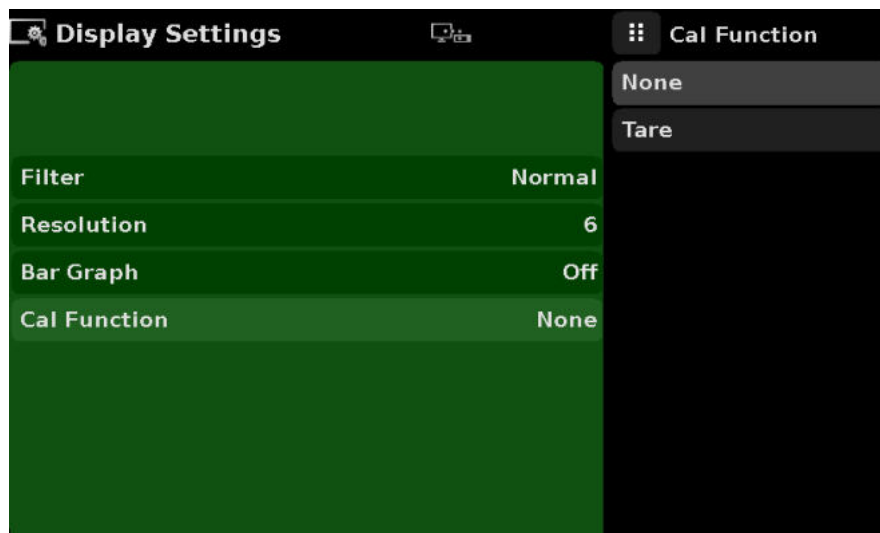 Display Settings
Filter Normal
Resolution 6
Bar Graph Off
Cal Function None
Cal Function
None
Tare